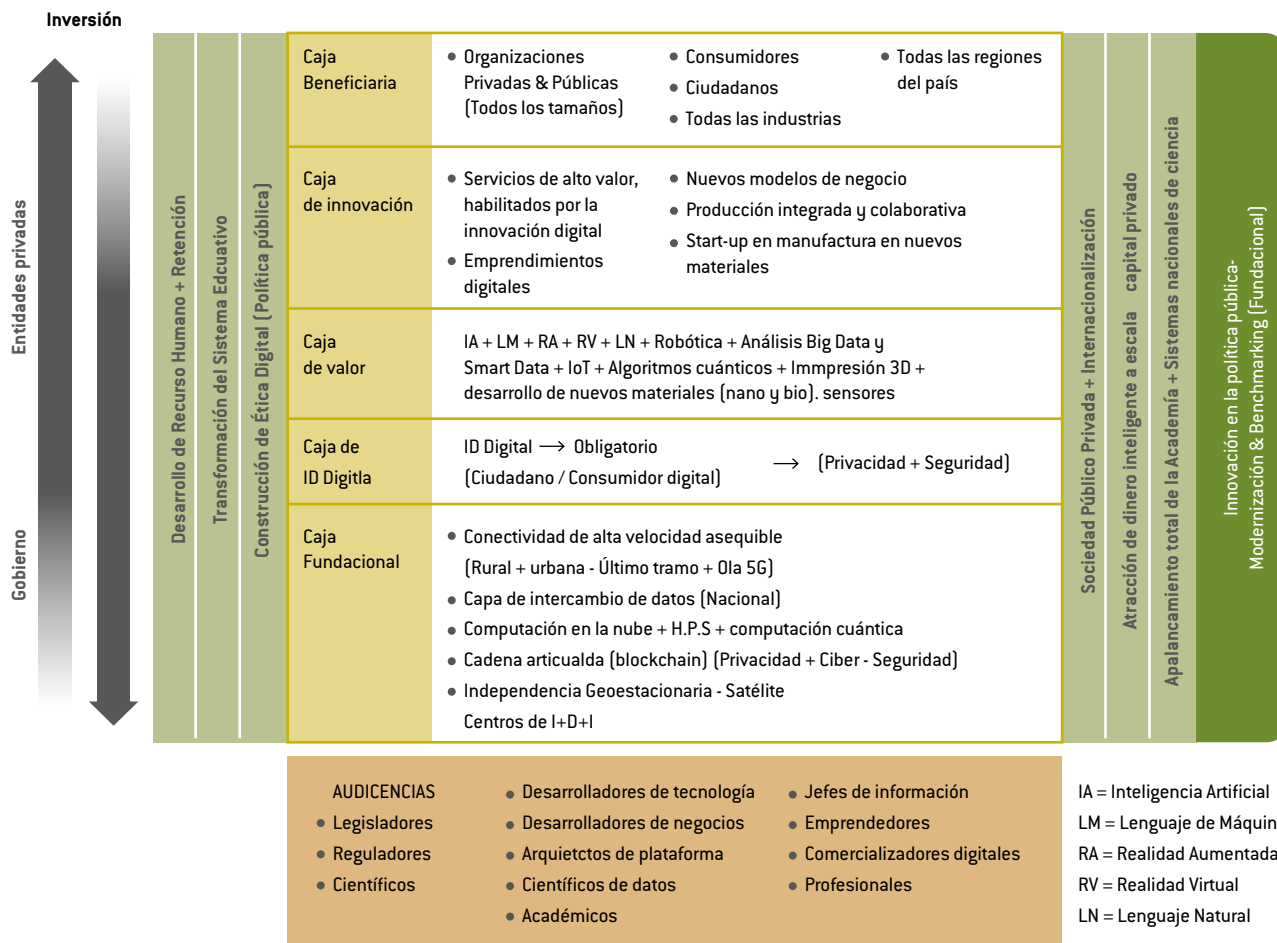 Inversión
Entidades privadas
Gobierno
Desarrollo de Recurso Humano + Retención
Transformación del Sistema Edcuativo
Construcción de Ética Digital (Política pública)
Caja
Beneficiaria
Organizaciones
Privadas & Públicas
(Todos los tamaños)
Consumidores
Ciudadanos
Todas las industrias
Todas las regiones
del país
Caja
de innovación
Servicios de alto valor,
habilitados por la
innovación digital
Emprendimientos
digitales
Nuevos modelos de negocio
Producción integrada y colaborativa
Start-up en manufactura en nuevos
materiales
Caja
de valor
IA + LM + RA + RV + LN + Robótica + Análisis Big Data y
Smart Data + IoT + Algoritmos cuánticos + Immpresión 3D +
desarrollo de nuevos materiales (nano y bio). sensores
Caja de
ID Digitla
ID Digital → Obligatorio
(Ciudadano / Consumidor digital)
→ (Privacidad + Seguridad)
Caja
Fundacional
Conectividad de alta velocidad asequible
(Rural + urbana - Último tramo + Ola 5G)
Capa de intercambio de datos (Nacional)
Computación en la nube + H.P.S + computación cuántica
Cadena articualda (blockchain) (Privacidad + Ciber - Seguridad)
Independencia Geoestacionaria - Satélite
Centros de I+D+I
Sociedad Público Privada + Internacionalización
Atracción de dinero inteligente a escala capital privado
Apalancamiento total de la Academía + Sistemas nacionales de ciencia
Innovación en la política pública-
Modernización & Benchmarking (Fundacional)
AUDICENCIAS
Legisladores
Reguladores
Científicos
Desarrolladores de tecnología
Desarrolladores de negocios
Arquietctos de plataforma
Científicos de datos
Académicos
Jefes de información
Emprendedores
Comercializadores digitales
Profesionales
IA = Inteligencia Artificial
LM = Lenguaje de Máquin
RA = Realidad Aumentada
RV = Realidad Virtual
LN = Lenguaje Natural